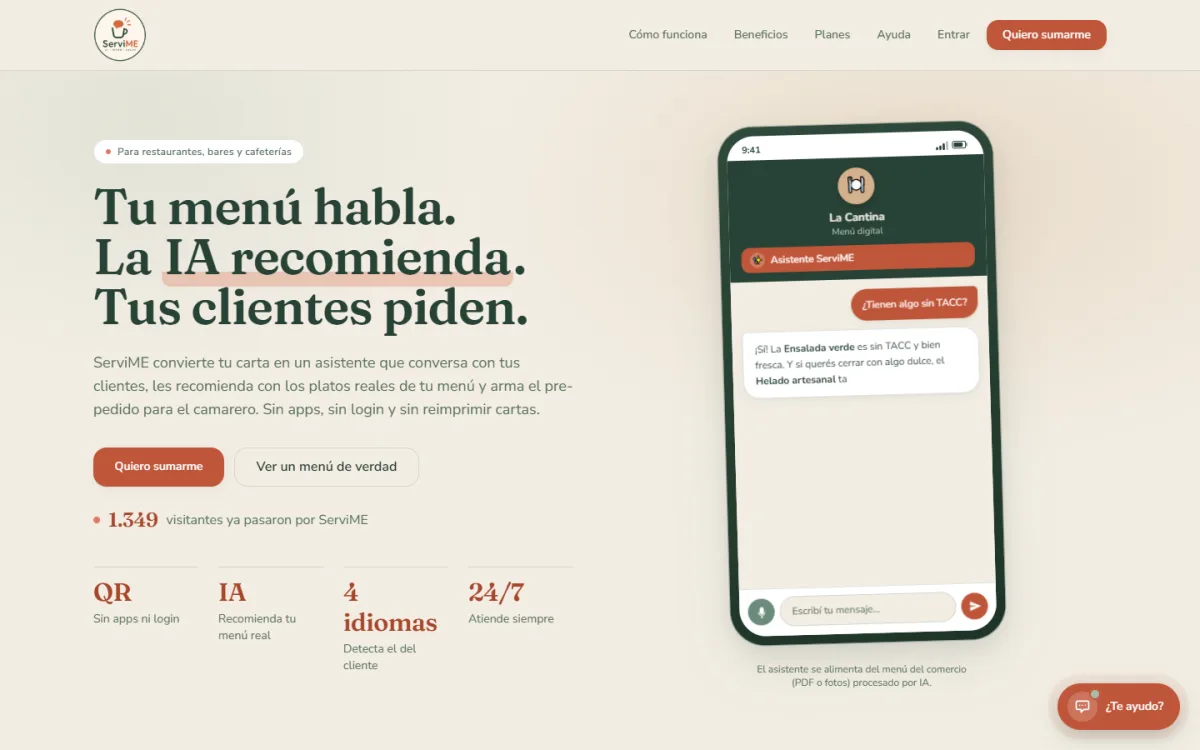 ServiME
Cómo funciona
Beneficios
Planes
Ayuda
Entrar
Quiero sumarme
Para restaurantes, bares y cafeterías
Tu menú habla.
La IA recomienda.
Tus clientes piden.
ServiME convierte tu carta en un asistente que conversa con tus
clientes, les recomienda con los platos reales de tu menú y arma el pre-
pedido para el camarero. Sin apps, sin login y sin reimprimir cartas.
Quiero sumarme
Ver un menú de verdad
1.349 visitantes ya pasaron por ServiME
QR
Sin apps ni login
IA
Recomienda tu
menú real
4
idiomas
Detecta el del
cliente
24/7
Atiende siempre
9:41
La Cantina
Menú digital
Asistente ServiME
¿Tienen algo sin TACC?
¡Sí! La Ensalada verde es sin TACC y bien
fresca. Y si querés cerrar con algo dulce, el
Helado artesanal ta
Escribí tu mensaje...
El asistente se alimenta del menú del comercio
(PDF o fotos) procesado por IA.
¿Te ayudo?